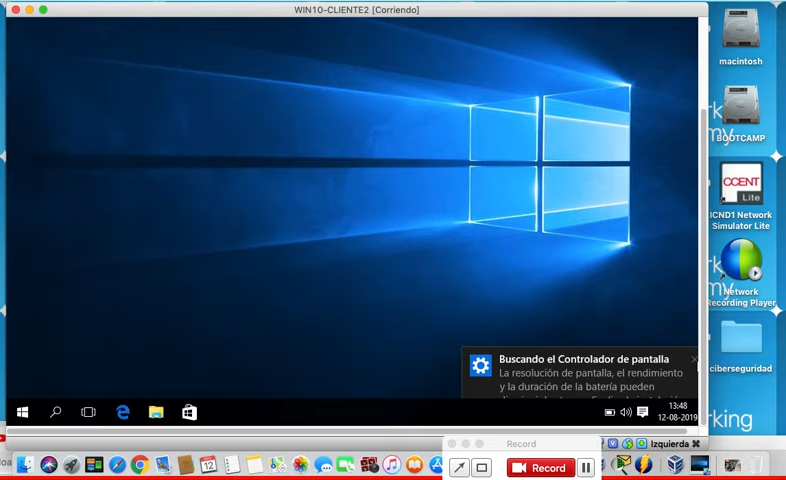 WIN10-CLIENTE2 [Corriendo]
macintosh
BOOTCAMP
CCENT
Lite
ICND1 Network
Simulator Lite
Network
Recording Player
ciberseguridad
Buscando el Controlador de pantalla
La resolución de pantalla, el rendimiento
y la duración de la batería pueden
13:48
12-08-2019
Record
Izquierda ⌘
Record
12